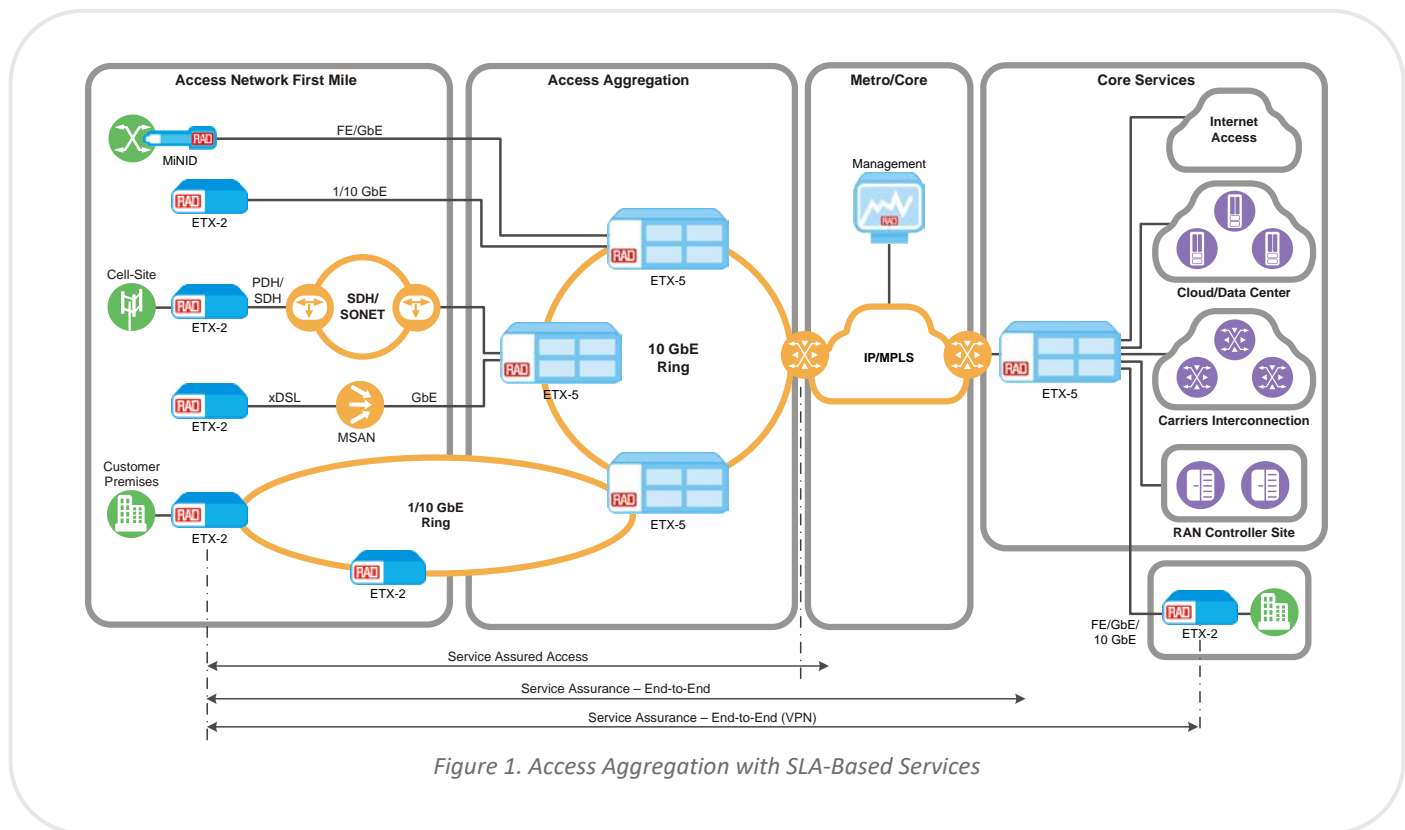 Access Network First Mile
Access Aggregation
Metro/Core
Core Services
RAD
MiNID
FE/GbE
RAD
ETX-2
1/10 GbE
Cell-Site
RAD
ETX-2
PDH/
SDH
SDH/
SONET
RAD
ETX-2
xDSL
MSAN
GbE
Customer
Premises
RAD
ETX-2
1/10 GbE
Ring
RAD
ETX-2
RAD
ETX-5
RAD
ETX-5
10 GbE
Ring
RAD
ETX-5
Management
RAD
IP/MPLS
RAD
ETX-5
Internet
Access
Cloud/Data Center
Carriers Interconnection
RAN Controller Site
FE/GbE/
10 GbE
RAD
ETX-2
Service Assured Access
Service Assurance – End-to-End
Service Assurance – End-to-End (VPN)
Figure 1. Access Aggregation with SLA-Based Services